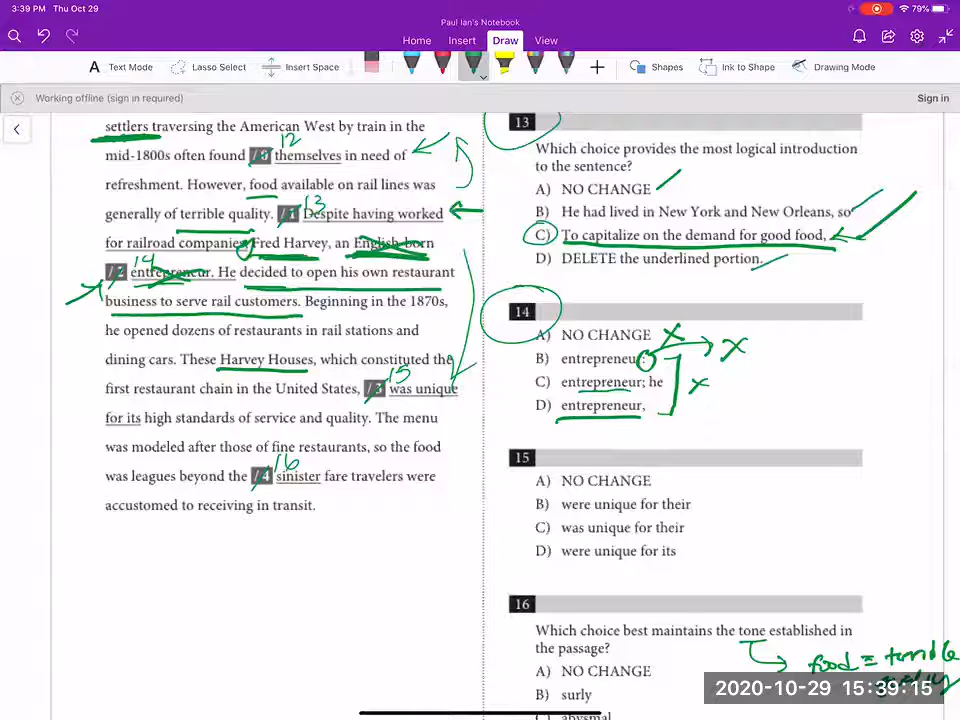 3:39 PM Thu Oct 29
79%
Paul Ian's Notebook
Home Insert Draw View
Text Mode Lasso Select Insert Space Shapes Ink to Shape Drawing Mode
Working offline (sign in required) Sign in
settlers traversing the American West by train in the
12
mid-1800s often found themselves in need of
refreshment. However, food available on rail lines was
13
generally of terrible quality. Despite having worked
for railroad companies, Fred Harvey, an English-born
14
entrepreneur. He decided to open his own restaurant
business to serve rail customers. Beginning in the 1870s,
he opened dozens of restaurants in rail stations and
dining cars. These Harvey Houses, which constituted the
15
first restaurant chain in the United States, was unique
for its high standards of service and quality. The menu
was modeled after those of fine restaurants, so the food
16
was leagues beyond the sinister fare travelers were
accustomed to receiving in transit.
13
Which choice provides the most logical introduction
to the sentence?
A) NO CHANGE
B) He had lived in New York and New Orleans, so
C) To capitalize on the demand for good food,
D) DELETE the underlined portion.
14
A) NO CHANGE
B) entrepreneur: X X
C) entrepreneur; he X
D) entrepreneur,
15
A) NO CHANGE
B) were unique for their
C) was unique for their
D) were unique for its
16
Which choice best maintains the tone established in
the passage?
food = terrible
A) NO CHANGE
B) surly
C) abysmal
2020-10-29 15:39:15